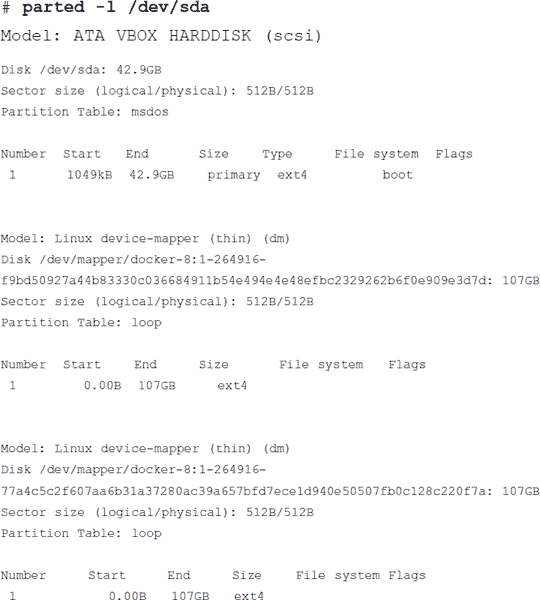 # parted -l /dev/sda
Model: ATA VBOX HARDDISK (scsi)
Disk /dev/sda: 42.9GB
Sector size (logical/physical): 512B/512B
Partition Table: msdos
Number Start End Size Type File system Flags
1 1049kB 42.9GB primary ext4 boot
Model: Linux device-mapper (thin) (dm)
Disk /dev/mapper/docker-8:1-264916-
f9bd50927a44b83330c036684911b54e494e4e48efbc2329262b6f0e909e3d7d: 107GB
Sector size (logical/physical): 512B/512B
Partition Table: loop
Number Start End Size File system Flags
1 0.00B 107GB ext4
Model: Linux device-mapper (thin) (dm)
Disk /dev/mapper/docker-8:1-264916-
77a4c5c2f607aa6b31a37280ac39a657bfd7ece1d940e50507fb0c128c220f7a: 107GB
Sector size (logical/physical): 512B/512B
Partition Table: loop
Number Start End Size File system Flags
1 0.00B 107GB ext4